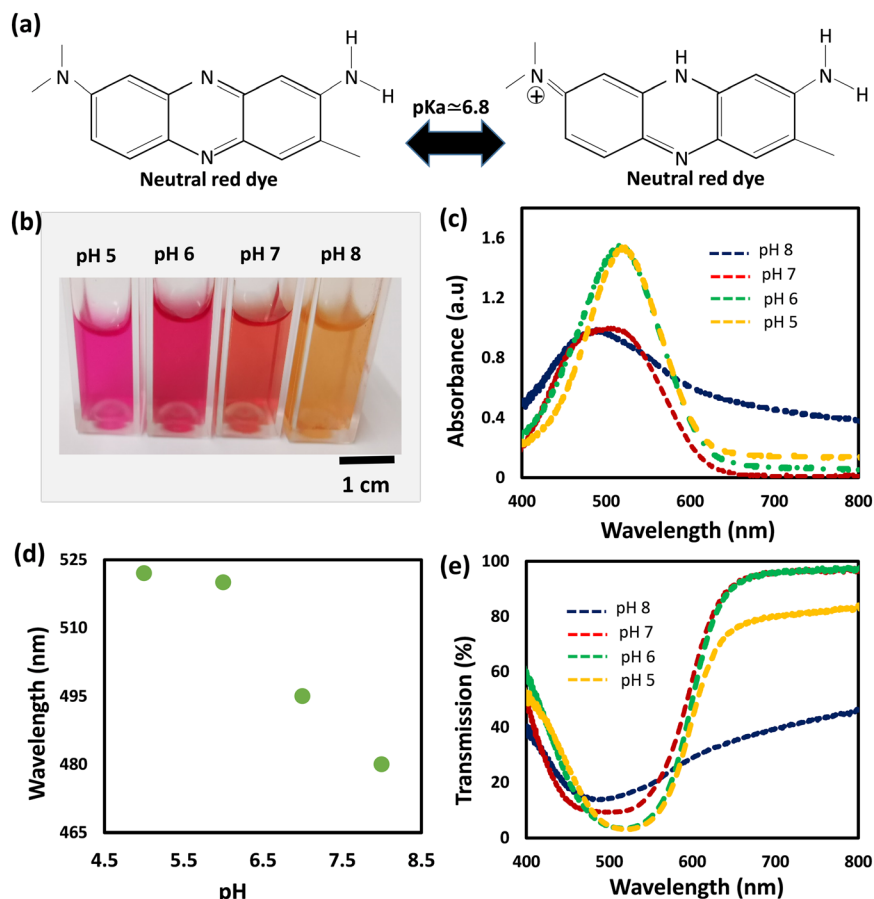 (a)
N
N
N
N
H
H
Neutral red dye
pKa≃6.8
N
⊕
H
N
N
N
H
H
Neutral red dye
(b)
pH 5 pH 6 pH 7 pH 8
1 cm
(c)
Absorbance (a.u)
1.6
1.2
0.8
0.4
0
400 500 600 700 800
Wavelength (nm)
pH 8
pH 7
pH 6
pH 5
(d)
Wavelength (nm)
525
510
495
480
465
4.5 5.5 6.5 7.5 8.5
pH
(e)
Transmission (%)
100
80
60
40
20
0
400 500 600 700 800
Wavelength (nm)
pH 8
pH 7
pH 6
pH 5